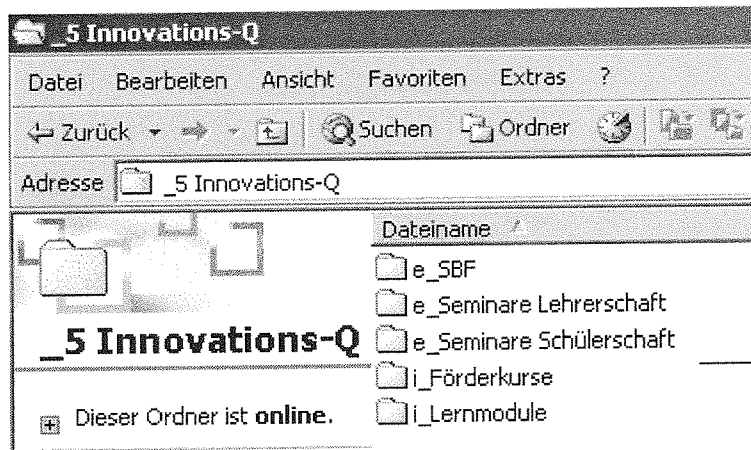 _5 Innovations-Q
Datei Bearbeiten Ansicht Favoriten Extras ?
Zurück Suchen Ordner
Adresse _5 Innovations-Q
Dateiname
e_SBF
e_Seminare Lehrerschaft
_5 Innovations-Q
e_Seminare Schülerschaft
i_Förderkurse
Dieser Ordner ist online.
i_Lernmodule